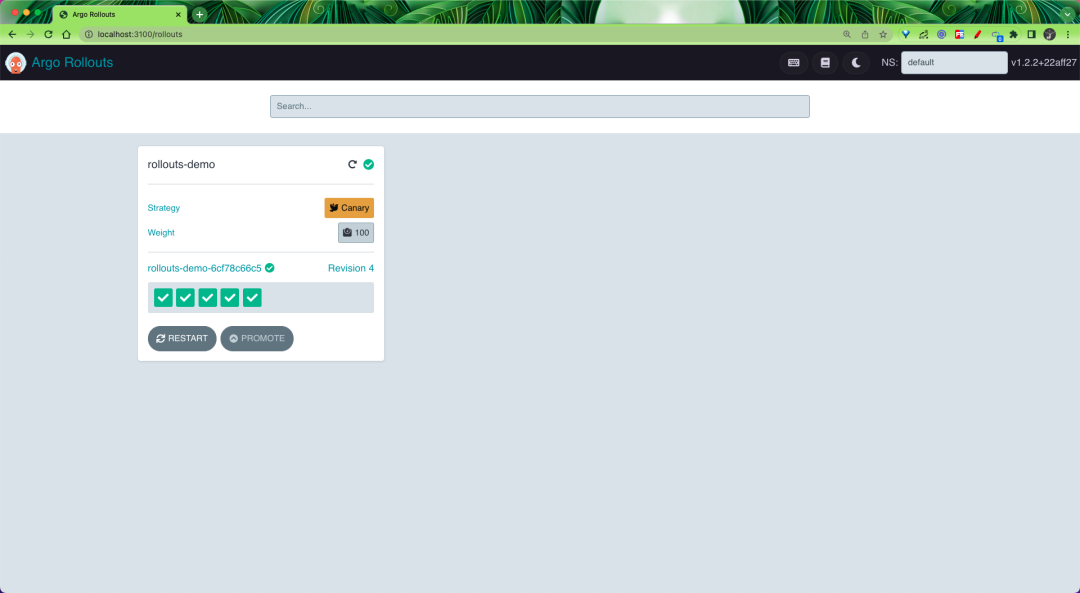 Argo Rollouts
localhost:3100/rollouts
Argo Rollouts
NS: default v1.2.2+22aff27
Search...
rollouts-demo
Strategy Canary
Weight 100
rollouts-demo-6cf78c66c5 Revision 4
RESTART PROMOTE